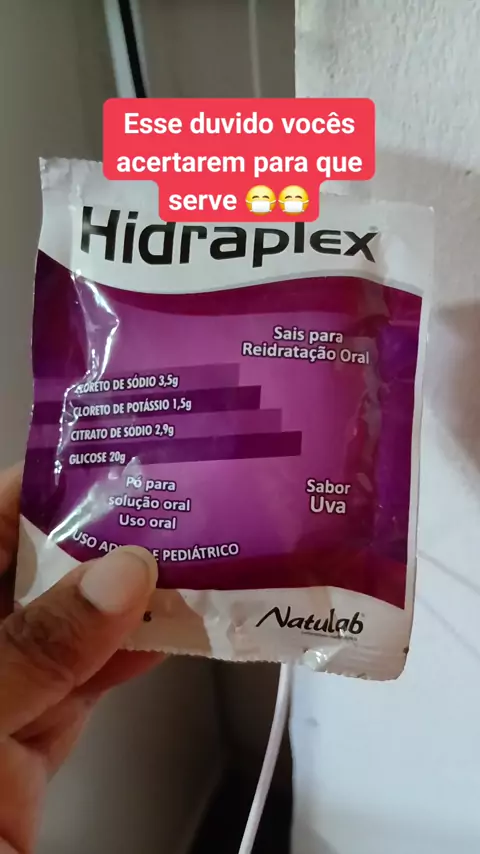 Esse duvido vocês
acertarem para que
serve 😷😷
Hidraplex®
Sais para
Reidratação Oral
CLORETO DE SÓDIO 3,5g
CLORETO DE POTÁSSIO 1,5g
CITRATO DE SÓDIO 2,9g
GLICOSE 20g
Pó para
solução oral
Uso oral
Sabor
Uva
USO E PEDIÁTRICO
Natulab